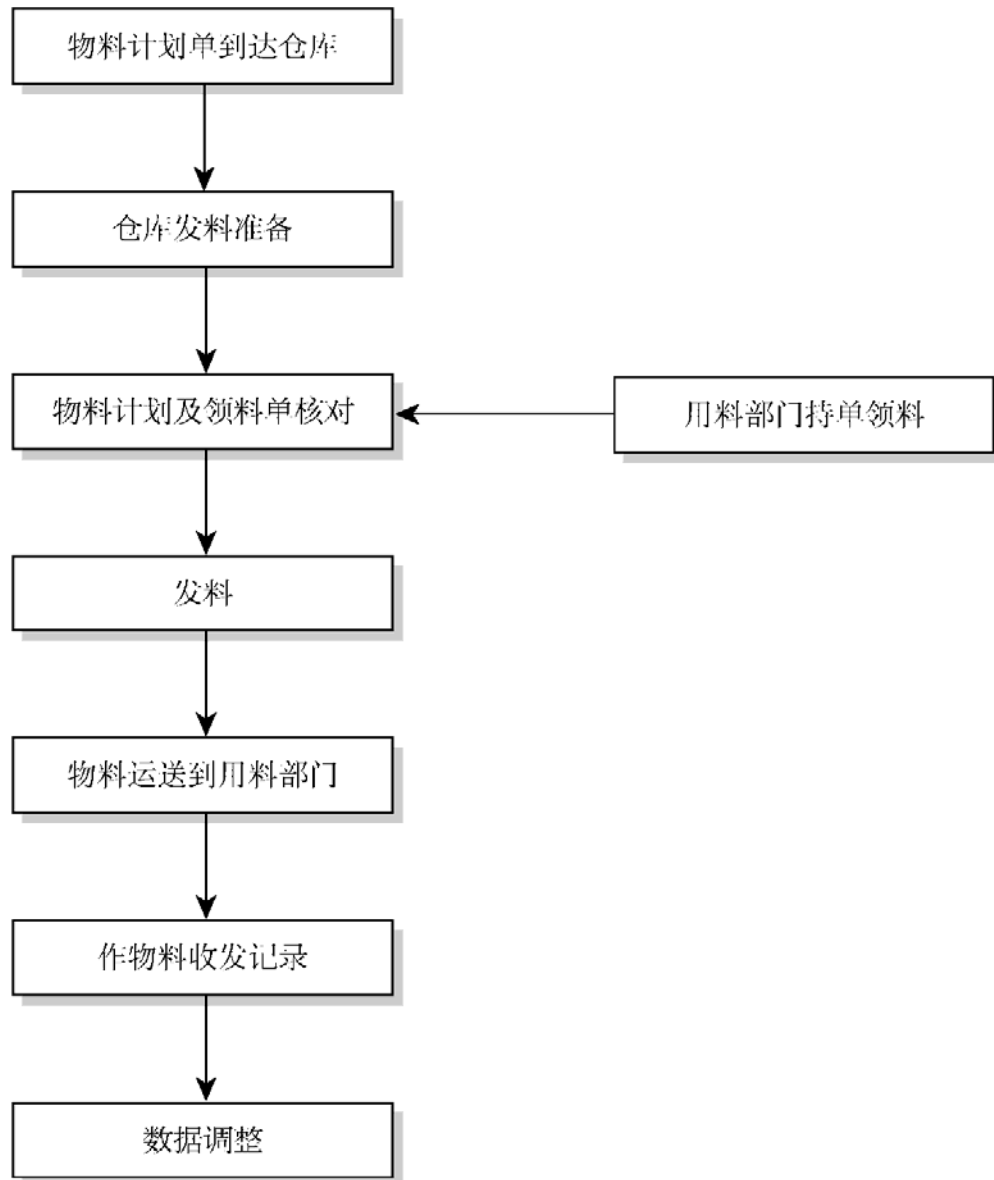 物料计划单到达仓库
仓库发料准备
物料计划及领料单核对
用料部门持单领料
发料
物料运送到用料部门
作物料收发记录
数据调整